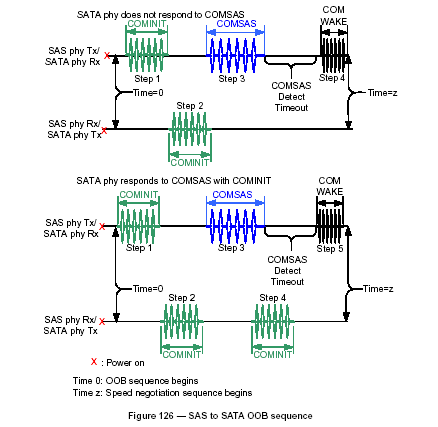 SATA phy does not respond to COMSAS
COMINIT
COMSAS
COM
WAKE
SAS phy Tx/
SATA phy Rx
X
Step 1
Step 3
Step 4
Time=0
COMSAS
Detect
Timeout
Time=z
Step 2
SAS phy Rx/
SATA phy Tx
X
COMINIT
SATA phy responds to COMSAS with COMINIT
COMINIT
COMSAS
COM
WAKE
SAS phy Tx/
SATA phy Rx
X
Step 1
Step 3
Step 5
COMSAS
Detect
Timeout
Time=0
Time=z
Step 2
Step 4
SAS phy Rx/
SATA phy Tx
X
COMINIT
COMINIT
X : Power on
Time 0: OOB sequence begins
Time z: Speed negotiation sequence begins
Figure 126 — SAS to SATA OOB sequence